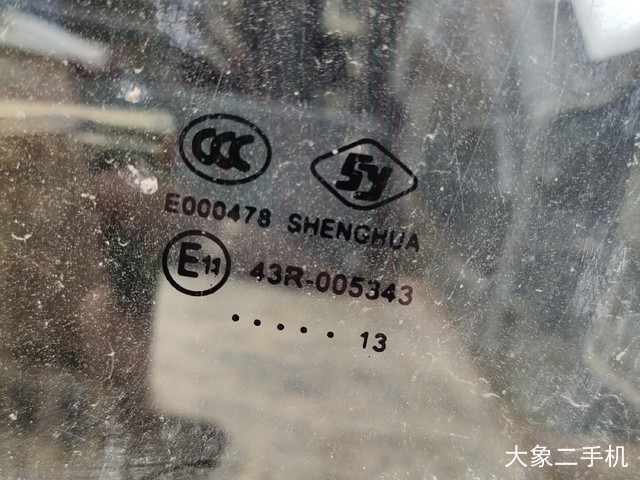 CCC SY
E000478 SHENGHUA
E11 43R-005343
..... 13
大象二手机